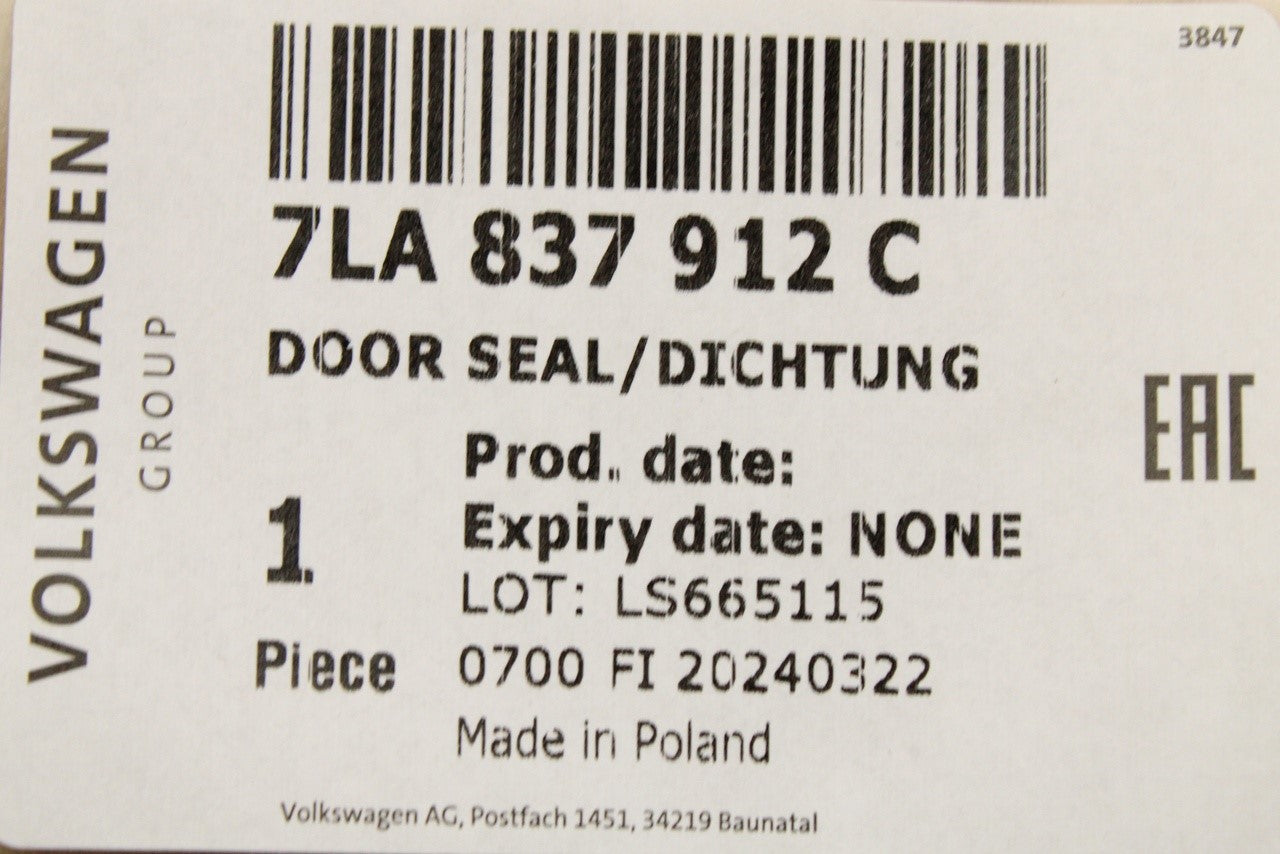 3847
VOLKSWAGEN
GROUP
7LA 837 912 C
DOOR SEAL/DICHTUNG
EAC
Prod. date:
Expiry date: NONE
1
LOT: LS665115
Piece
0700 FI 20240322
Made in Poland
Volkswagen AG, Postfach 1451, 34219 Baunatal